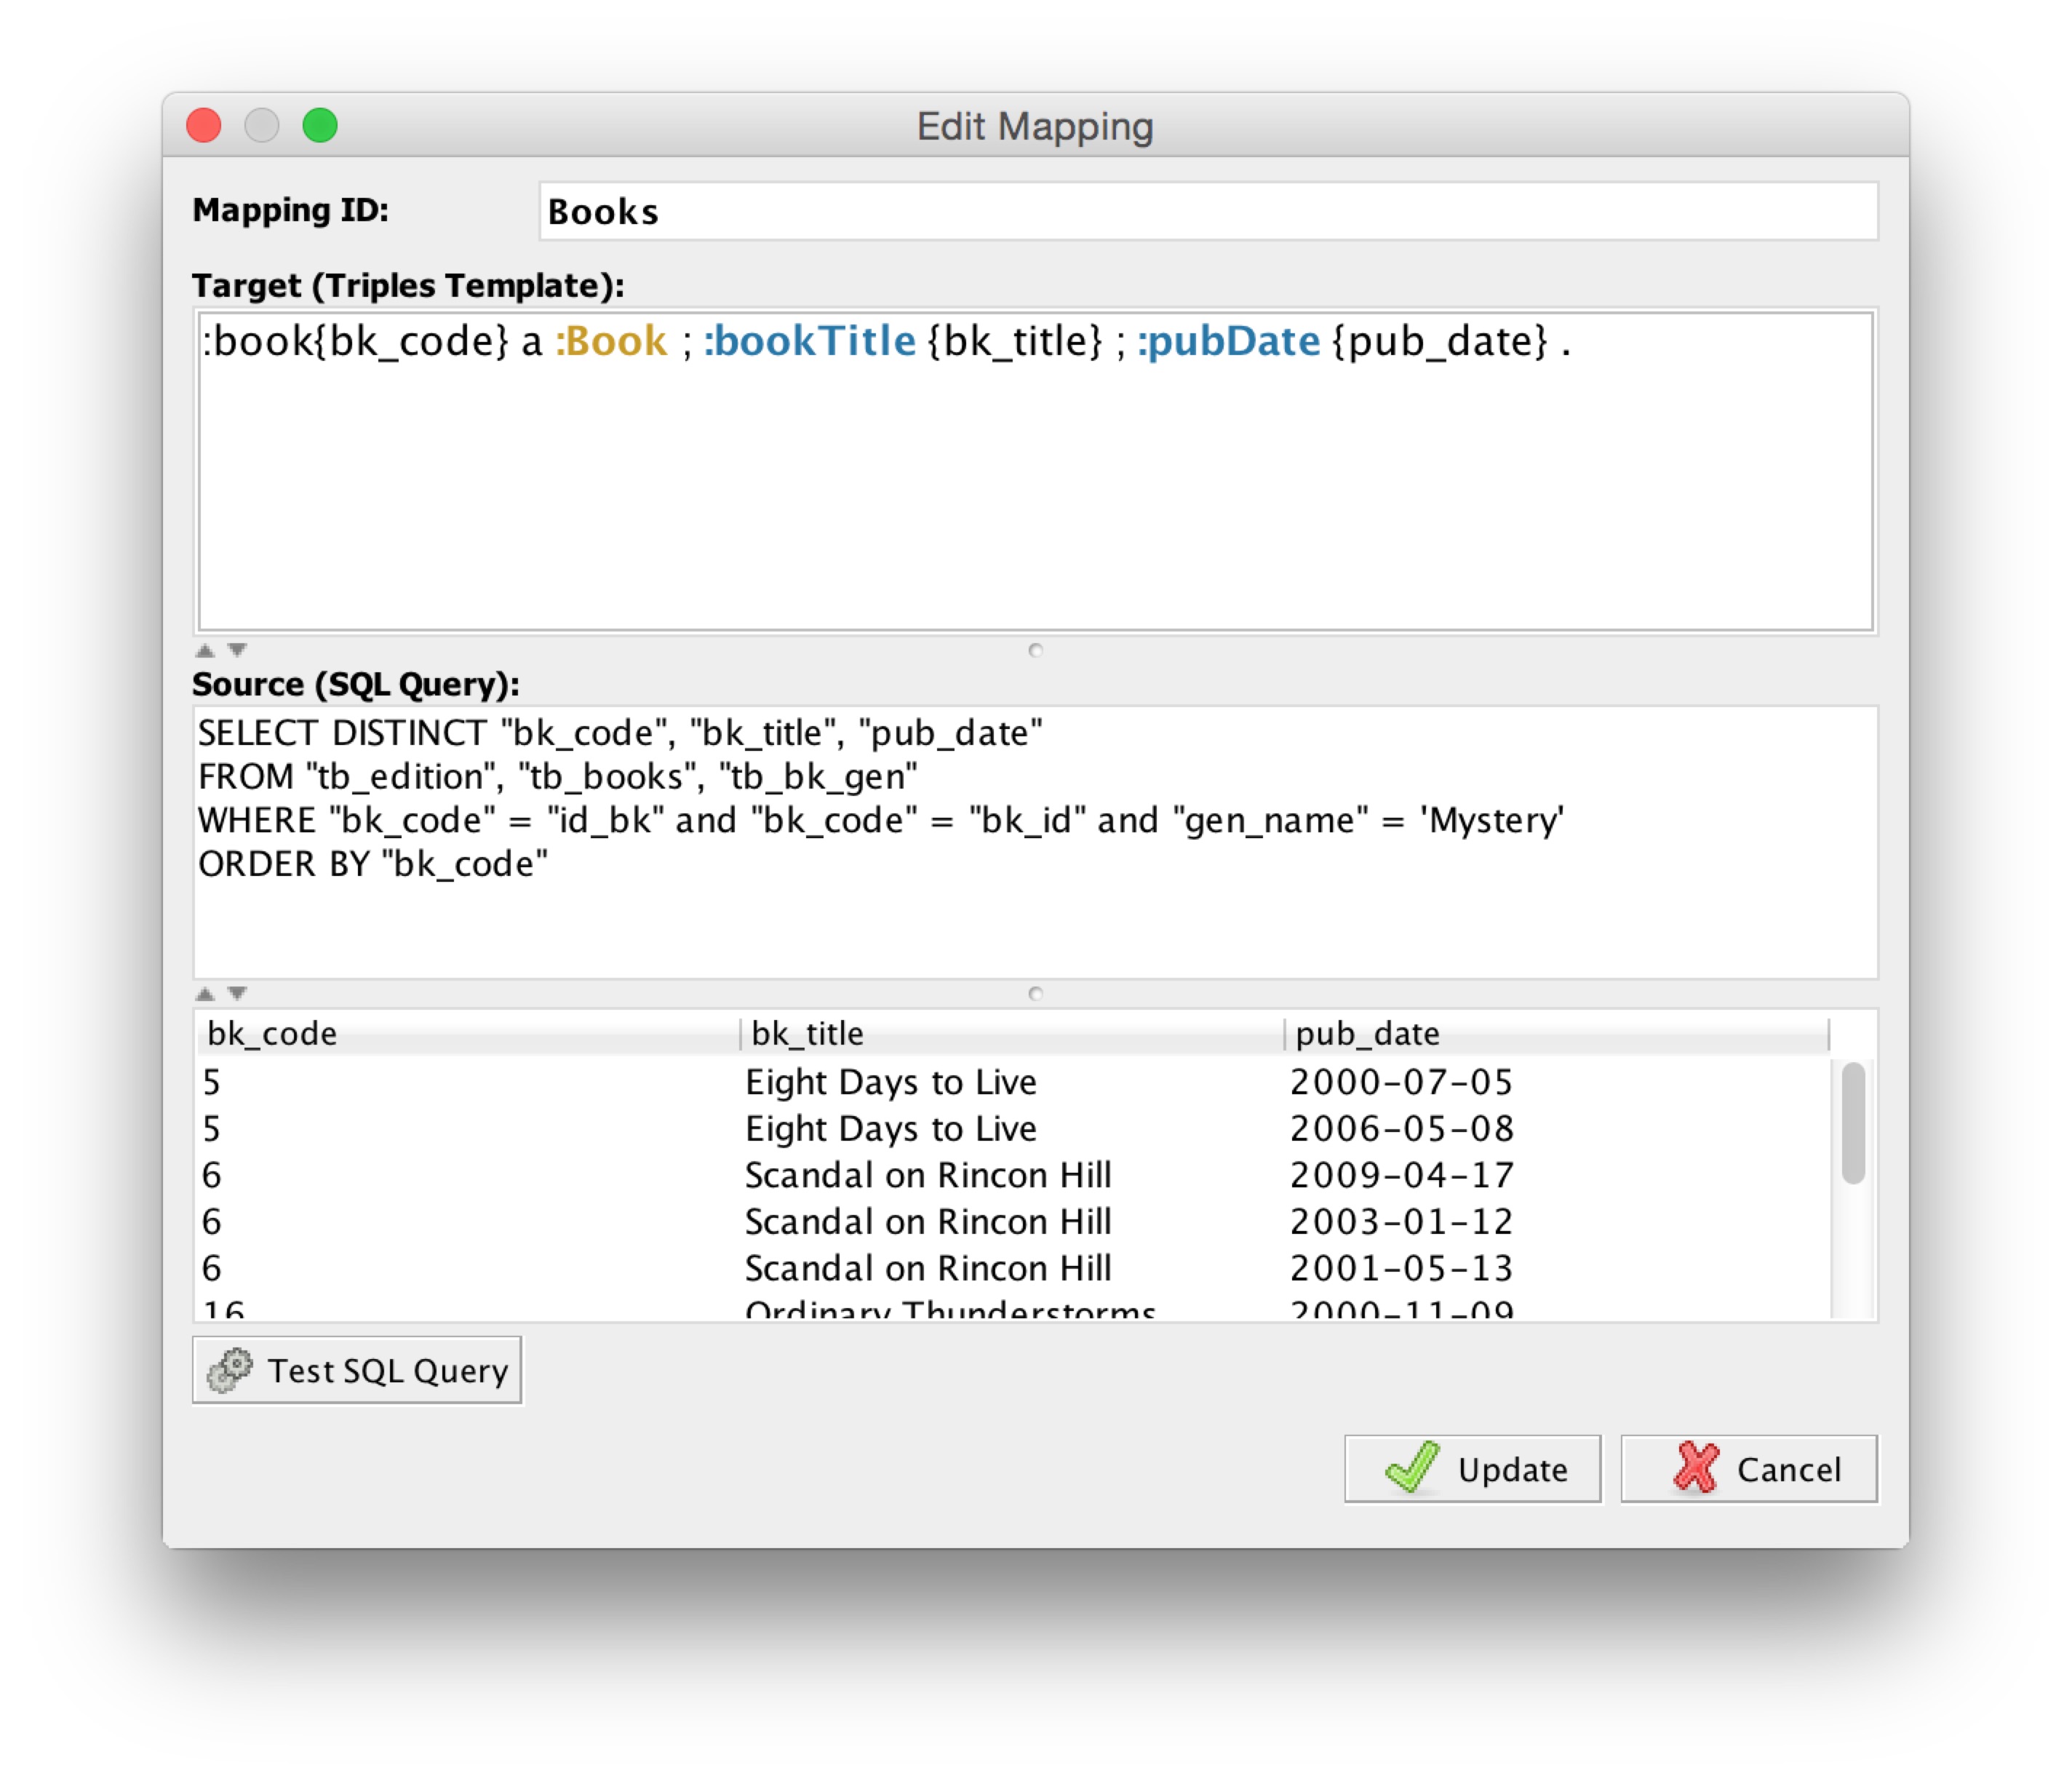 Edit Mapping
Mapping ID: Books
Target (Triples Template):
:book{bk_code} a :Book ; :bookTitle {bk_title} ; :pubDate {pub_date} .
Source (SQL Query):
SELECT DISTINCT "bk_code", "bk_title", "pub_date"
FROM "tb_edition", "tb_books", "tb_bk_gen"
WHERE "bk_code" = "id_bk" and "bk_code" = "bk_id" and "gen_name" = 'Mystery'
ORDER BY "bk_code"
bk_code bk_title pub_date
5 Eight Days to Live 2000-07-05
5 Eight Days to Live 2006-05-08
6 Scandal on Rincon Hill 2009-04-17
6 Scandal on Rincon Hill 2003-01-12
6 Scandal on Rincon Hill 2001-05-13
16 Ordinary Thunderstorms 2000-11-09
Test SQL Query
Update Cancel